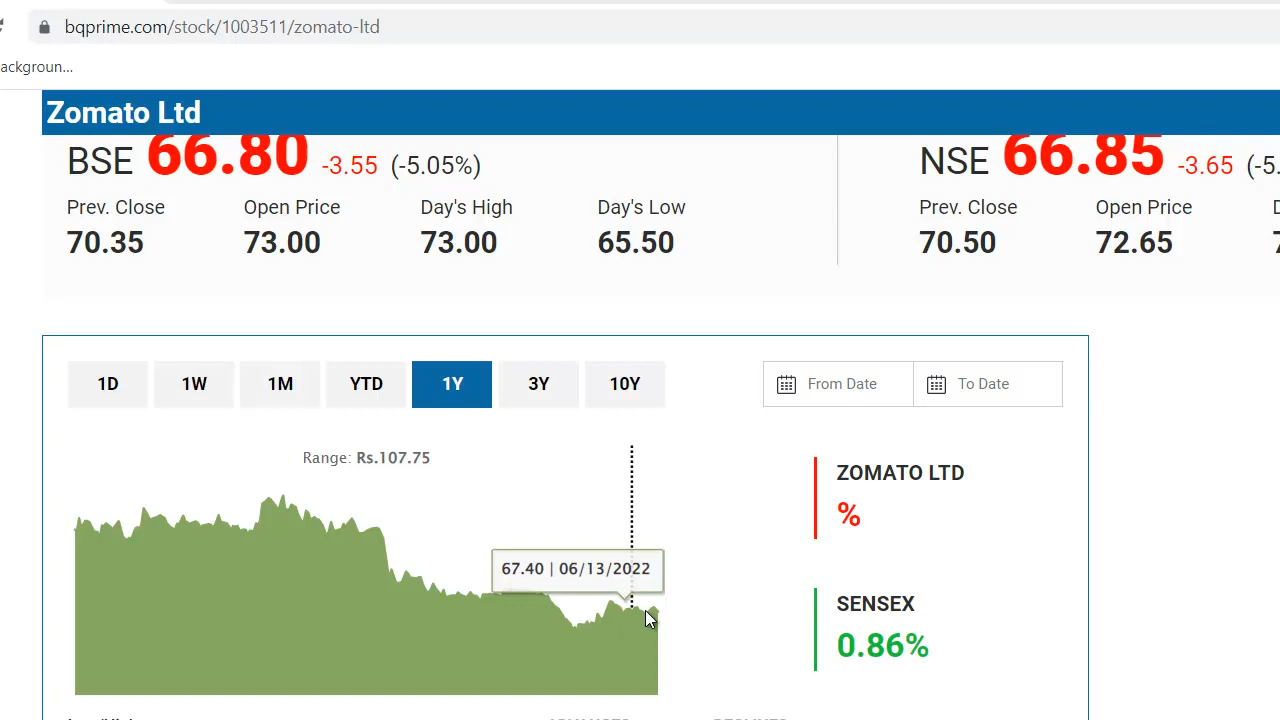 bqprime.com/stock/1003511/zomato-ltd
ackgroun...
Zomato Ltd
BSE 66.80 -3.55 (-5.05%)
Prev. Close Open Price Day's High Day's Low
70.35 73.00 73.00 65.50
NSE 66.85 -3.65 (-5.
Prev. Close Open Price
70.50 72.65
1D 1W 1M YTD 1Y 3Y 10Y
From Date To Date
Range: Rs.107.75
67.40 | 06/13/2022
ZOMATO LTD
%
SENSEX
0.86%